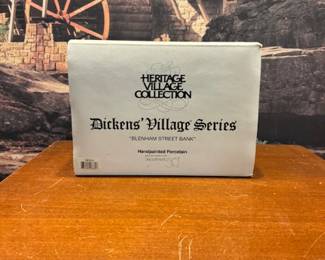 HERITAGE
VILLAGE
COLLECTION
Dickens' Village Series
"BLENHAM STREET BANK"
Handpainted Porcelain